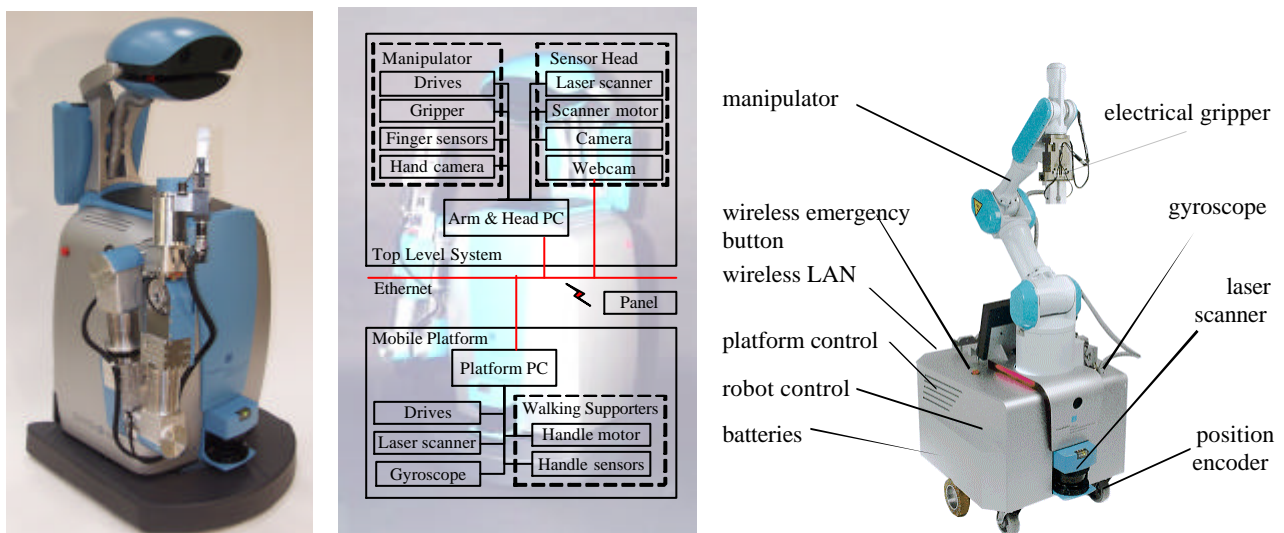 Manipulator
Drives
Gripper
Finger sensors
Hand camera
Sensor Head
Laser scanner
Scanner motor
Camera
Webcam
Arm & Head PC
Top Level System
Ethernet
Panel
Mobile Platform
Platform PC
Drives
Laser scanner
Gyroscope
Walking Supporters
Handle motor
Handle sensors
manipulator
wireless emergency
button
wireless LAN
platform control
robot control
batteries
electrical gripper
gyroscope
laser
scanner
position
encoder